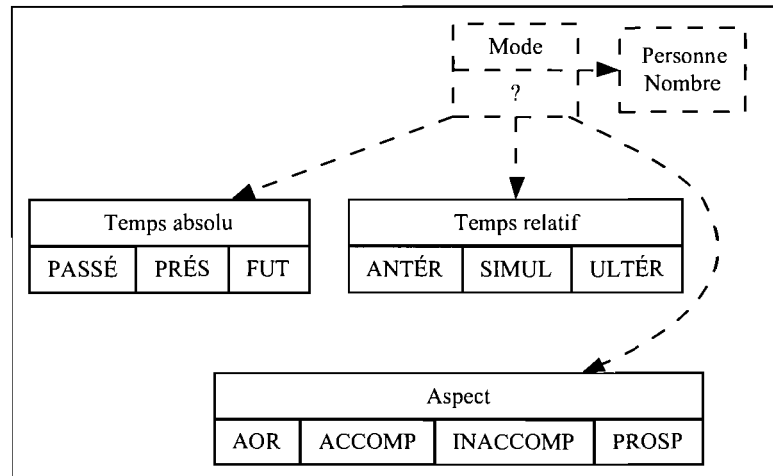 Mode
?
Personne
Nombre
Temps absolu
PASSÉ PRÉS FUT
Temps relatif
ANTÉR SIMUL ULTÉR
Aspect
AOR ACCOMP INACCOMP PROSP